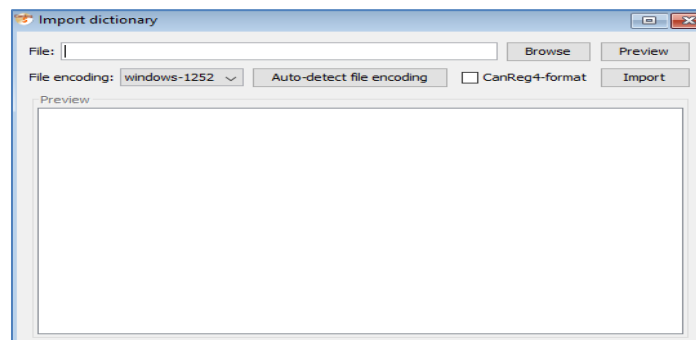 Import dictionary
File: Browse Preview
File encoding: windows-1252 Auto-detect file encoding CanReg4-format Import
Preview